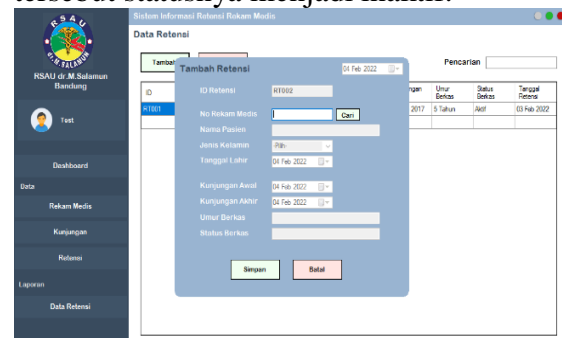 tersebut statusnya menjadi inaktif.
Sistem Informasi Retensi Rekam Medis
RSAU
dr.M.SALAMUN
RSAU dr.M.Salamun
Bandung
Test
Dashboard
Data
Rekam Medis
Kunjungan
Retensi
Laporan
Data Retensi
Data Retensi
Tambah
Pencarian
ID
Umur Berkas
Status Berkas
Tanggal Retensi
RT001
2017
5 Tahun
Aktif
03 Feb 2022
Tambah Retensi
04 Feb 2022
ID Retensi
RT002
No Rekam Medis
Cari
Nama Pasien
Jenis Kelamin
-Pilih-
Tanggal Lahir
04 Feb 2022
Kunjungan Awal
04 Feb 2022
Kunjungan Akhir
04 Feb 2022
Umur Berkas
Status Berkas
Simpan
Batal